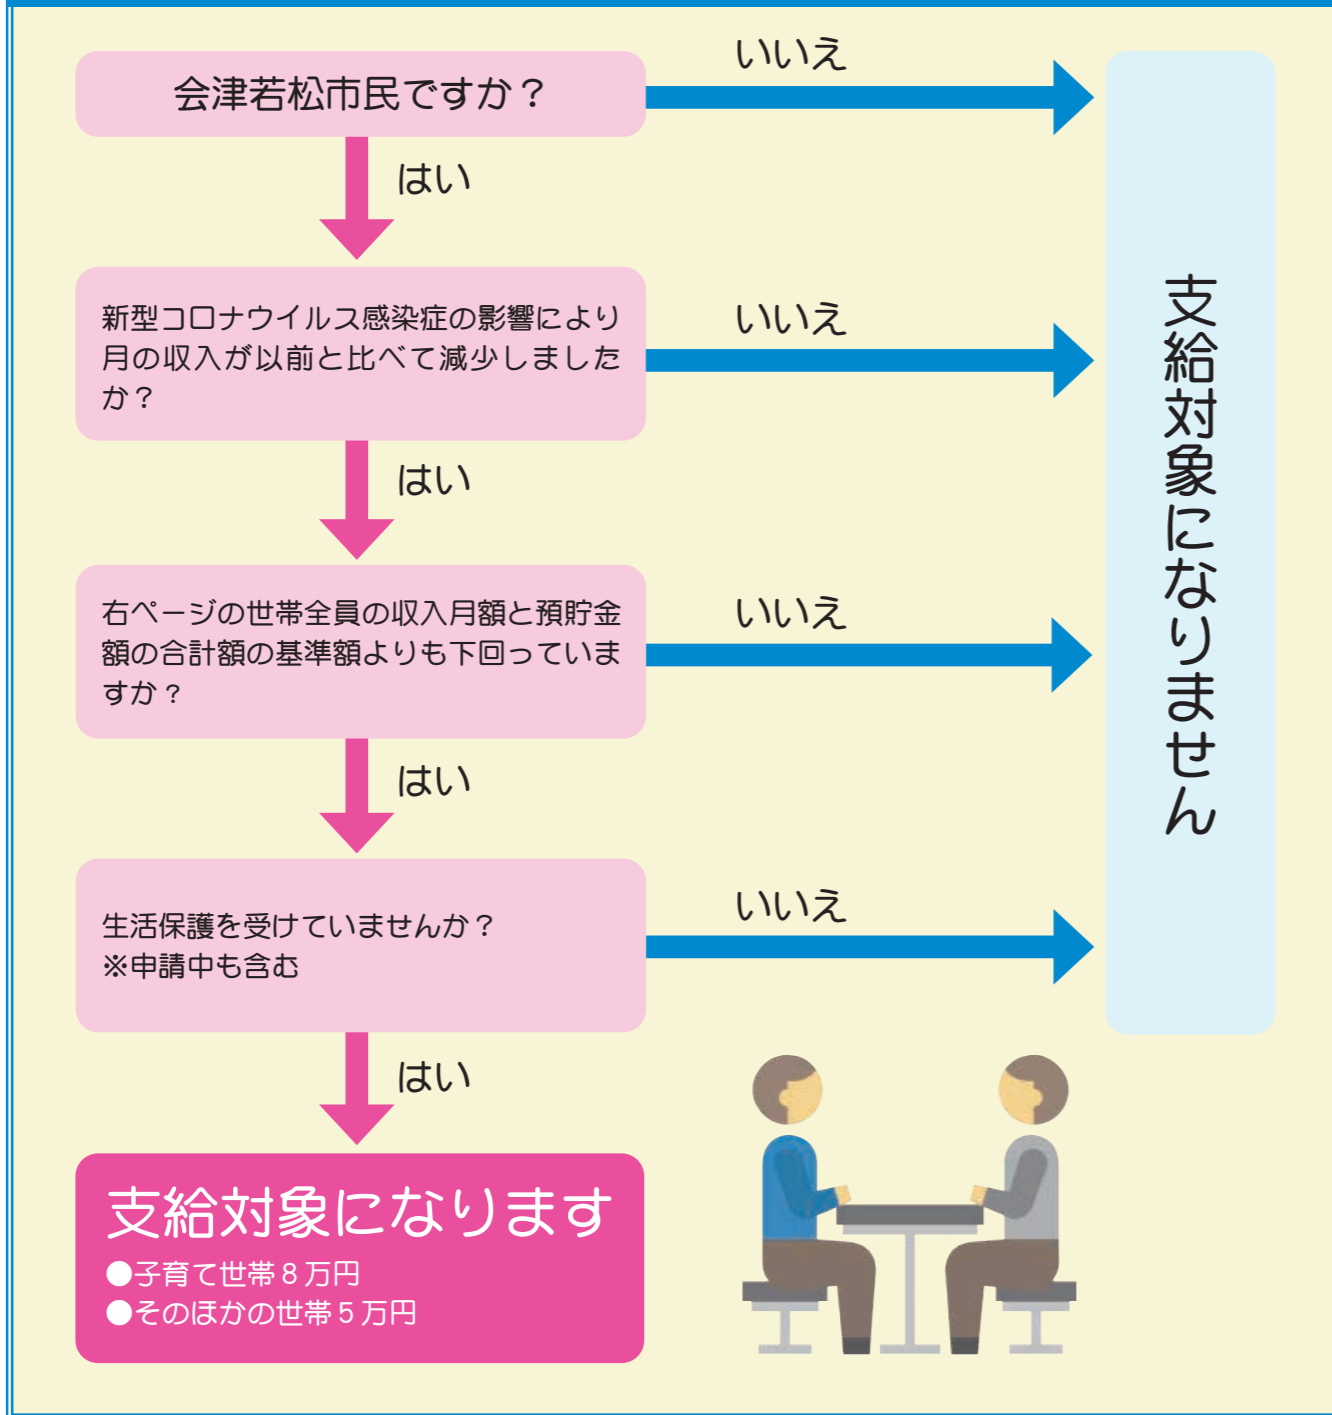 会津若松市民ですか？
いいえ
はい
新型コロナウイルス感染症の影響により
月の収入が以前と比べて減少しました
か？
いいえ
はい
右ページの世帯全員の収入月額と預貯金
額の合計額の基準額よりも下回っていま
すか？
いいえ
はい
生活保護を受けていませんか？
※申請中も含む
いいえ
はい
支給対象になりません
支給対象になります
●子育て世帯８万円
●そのほかの世帯５万円